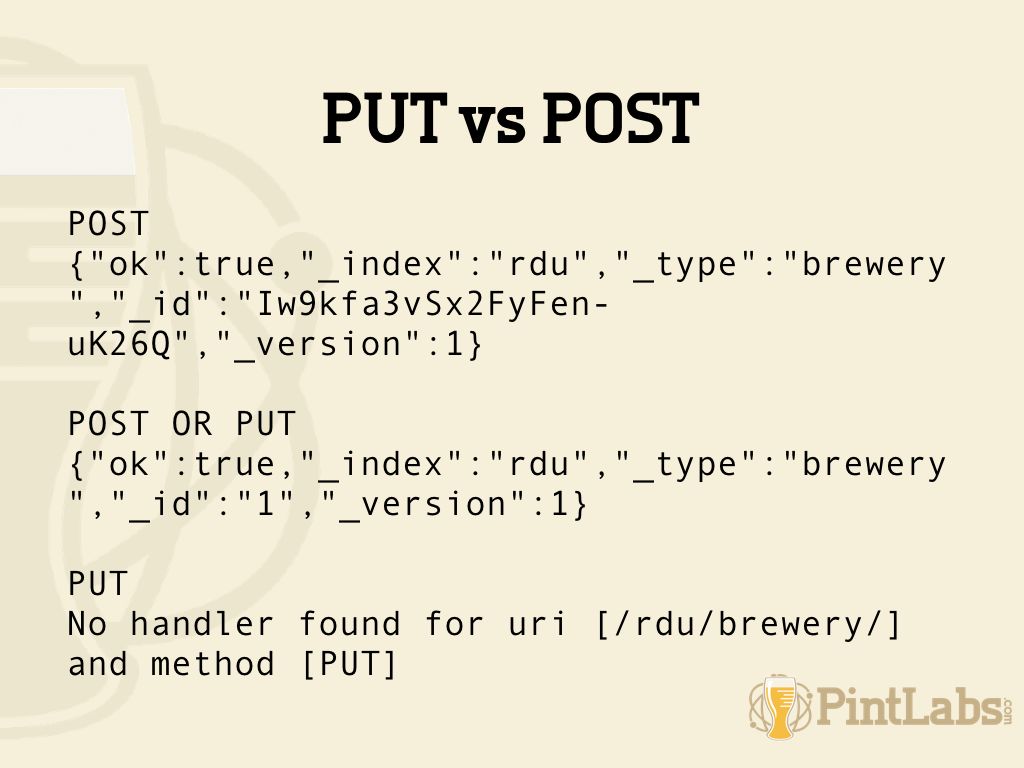 PUT vs POST
POST
{"ok":true,"_index":"rdu","_type":"brewery
","_id":"Iw9kfa3vSx2FyFen-
uK26Q","_version":1}
POST OR PUT
{"ok":true,"_index":"rdu","_type":"brewery
","_id":"1","_version":1}
PUT
No handler found for uri [/rdu/brewery/]
and method [PUT]
PintLabs.com